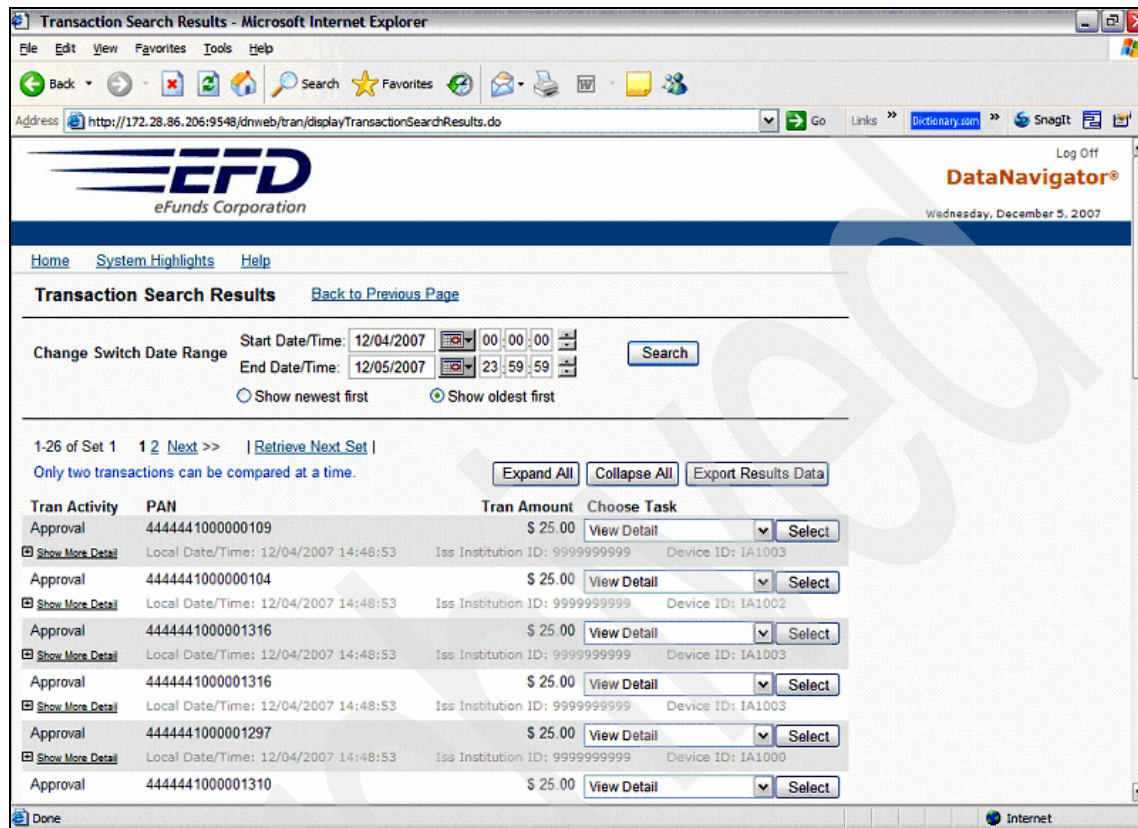 Transaction Search Results - Microsoft Internet Explorer
File Edit View Favorites Tools Help
Back Search Favorites
Address http://172.28.86.206:9548/dnweb/tran/displayTransactionSearchResults.do Go Links » Dictionary.com » SnagIt
EFD
eFunds Corporation
Log Off
DataNavigator®
Wednesday, December 5, 2007
Home System Highlights Help
Transaction Search Results Back to Previous Page
Change Switch Date Range
Start Date/Time: 12/04/2007 00:00:00
End Date/Time: 12/05/2007 23:59:59
Search
Show newest first Show oldest first
1-26 of Set 1 1 2 Next >> | Retrieve Next Set |
Only two transactions can be compared at a time. Expand All Collapse All Export Results Data
Tran Activity PAN Tran Amount Choose Task
Approval 4444441000000109 $ 25.00 View Detail Select
Show More Detail Local Date/Time: 12/04/2007 14:48:53 Iss Institution ID: 9999999999 Device ID: IA1003
Approval 4444441000000104 $ 25.00 View Detail Select
Show More Detail Local Date/Time: 12/04/2007 14:48:53 Iss Institution ID: 9999999999 Device ID: IA1002
Approval 4444441000001316 $ 25.00 View Detail Select
Show More Detail Local Date/Time: 12/04/2007 14:48:53 Iss Institution ID: 9999999999 Device ID: IA1003
Approval 4444441000001316 $ 25.00 View Detail Select
Show More Detail Local Date/Time: 12/04/2007 14:48:53 Iss Institution ID: 9999999999 Device ID: IA1003
Approval 4444441000001297 $ 25.00 View Detail Select
Show More Detail Local Date/Time: 12/04/2007 14:48:53 Iss Institution ID: 9999999999 Device ID: IA1000
Approval 4444441000001310 $ 25.00 View Detail Select
Done Internet